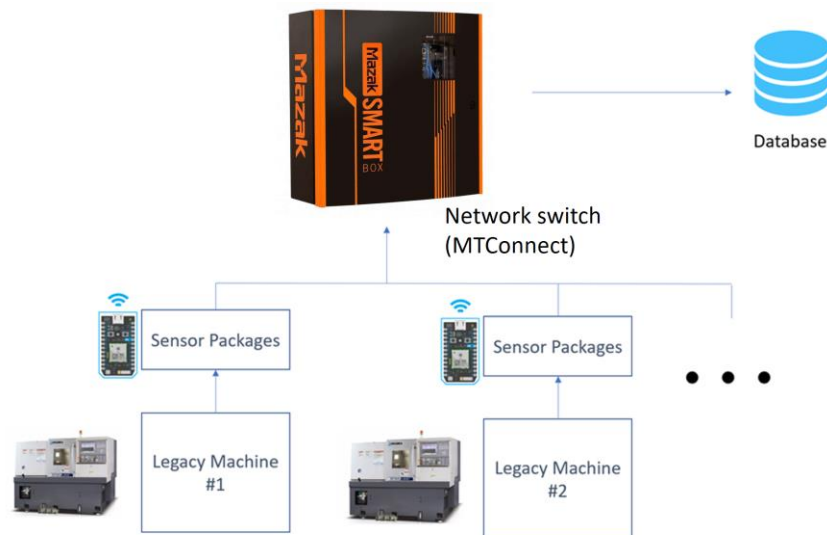 Mazak
Mazak
SMART
BOX
Database
Network switch
(MTConnect)
Sensor Packages
Sensor Packages
Legacy Machine
#1
Legacy Machine
#2